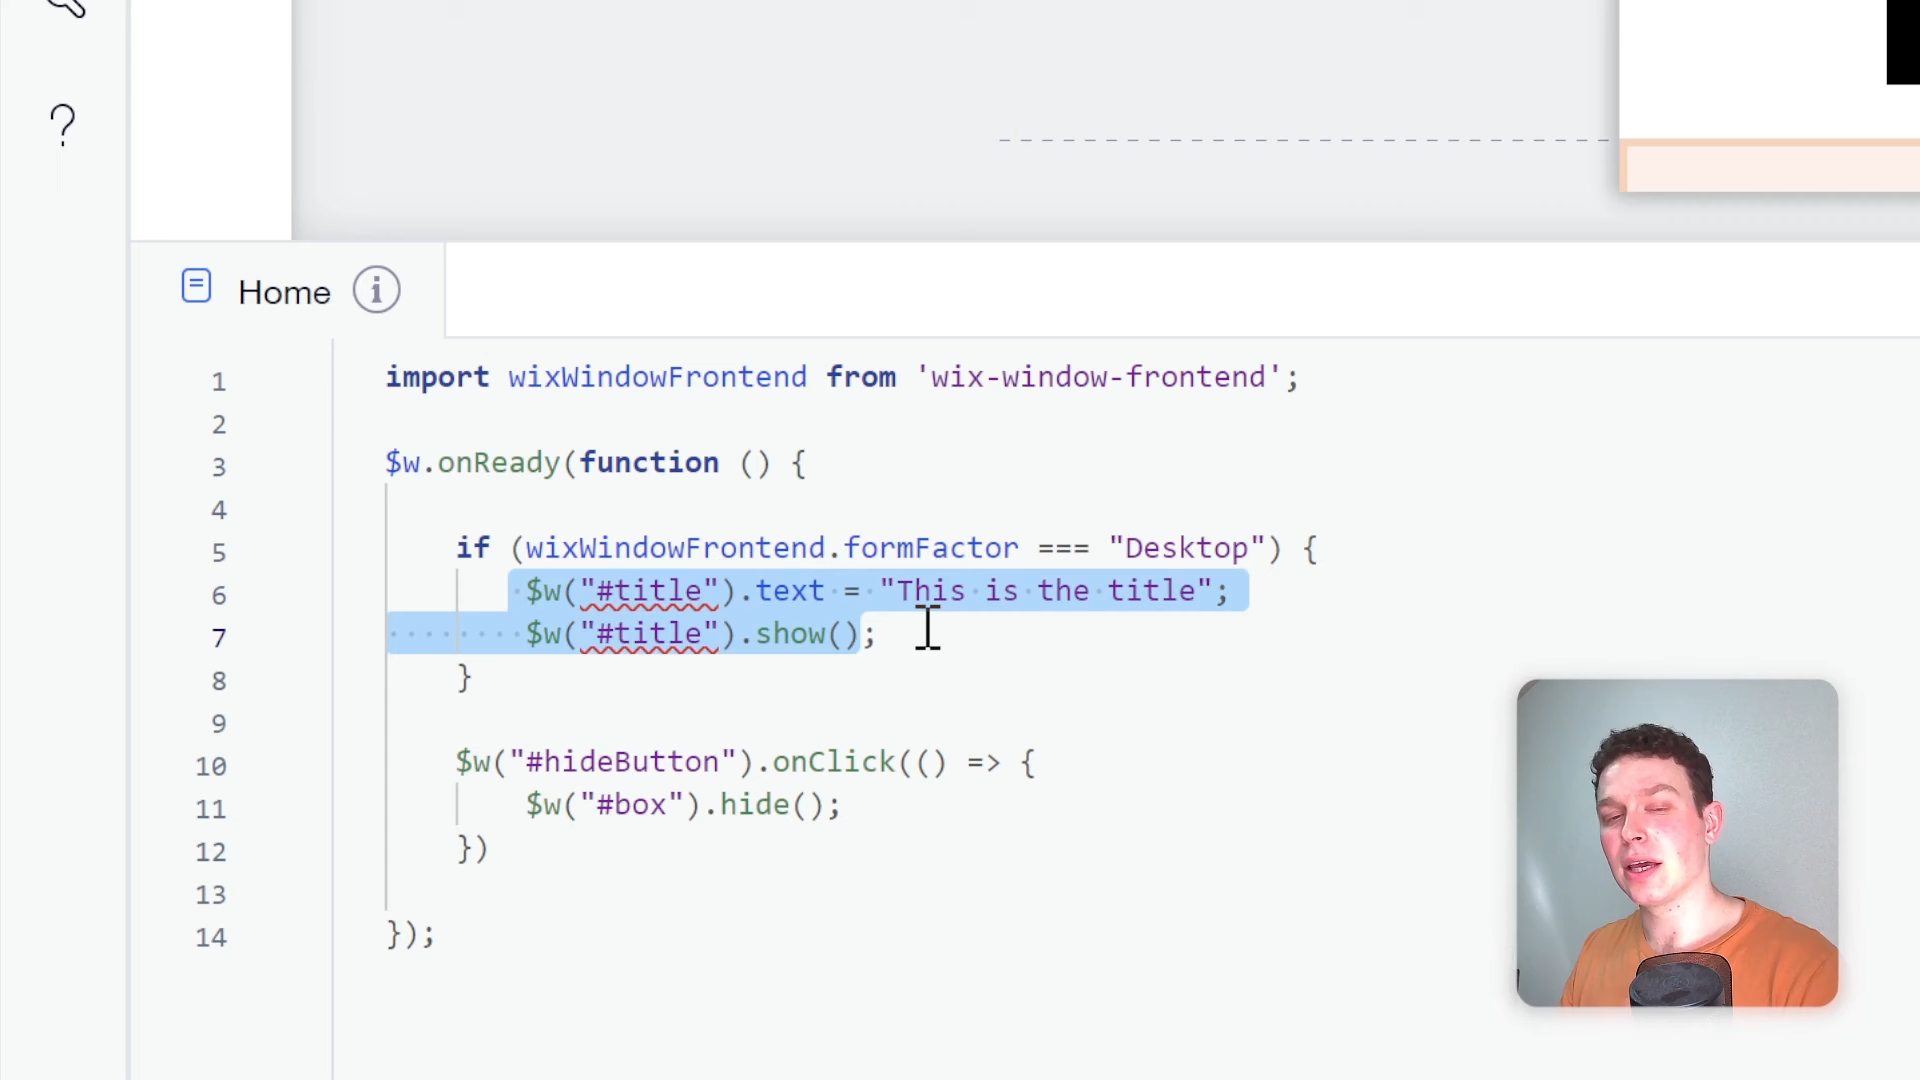 ?
Home i
1 import wixWindowFrontend from 'wix-window-frontend';
2
3 $w.onReady(function () {
4
5 if (wixWindowFrontend.formFactor === "Desktop") {
6 $w("#title").text = "This is the title";
7 $w("#title").show();
8 }
9
10 $w("#hideButton").onClick(() => {
11 $w("#box").hide();
12 })
13
14 });